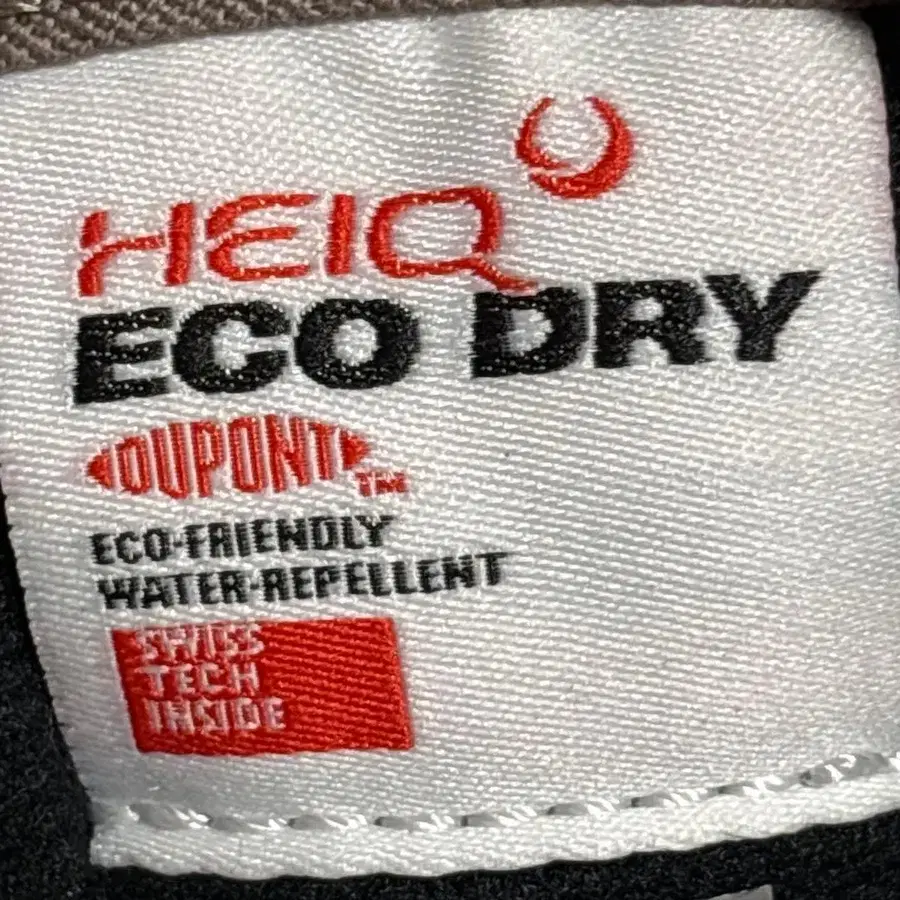 HEIQ
ECO DRY
DUPONT™
ECO-FRIENDLY
WATER-REPELLENT
SWISS
TECH
INSIDE